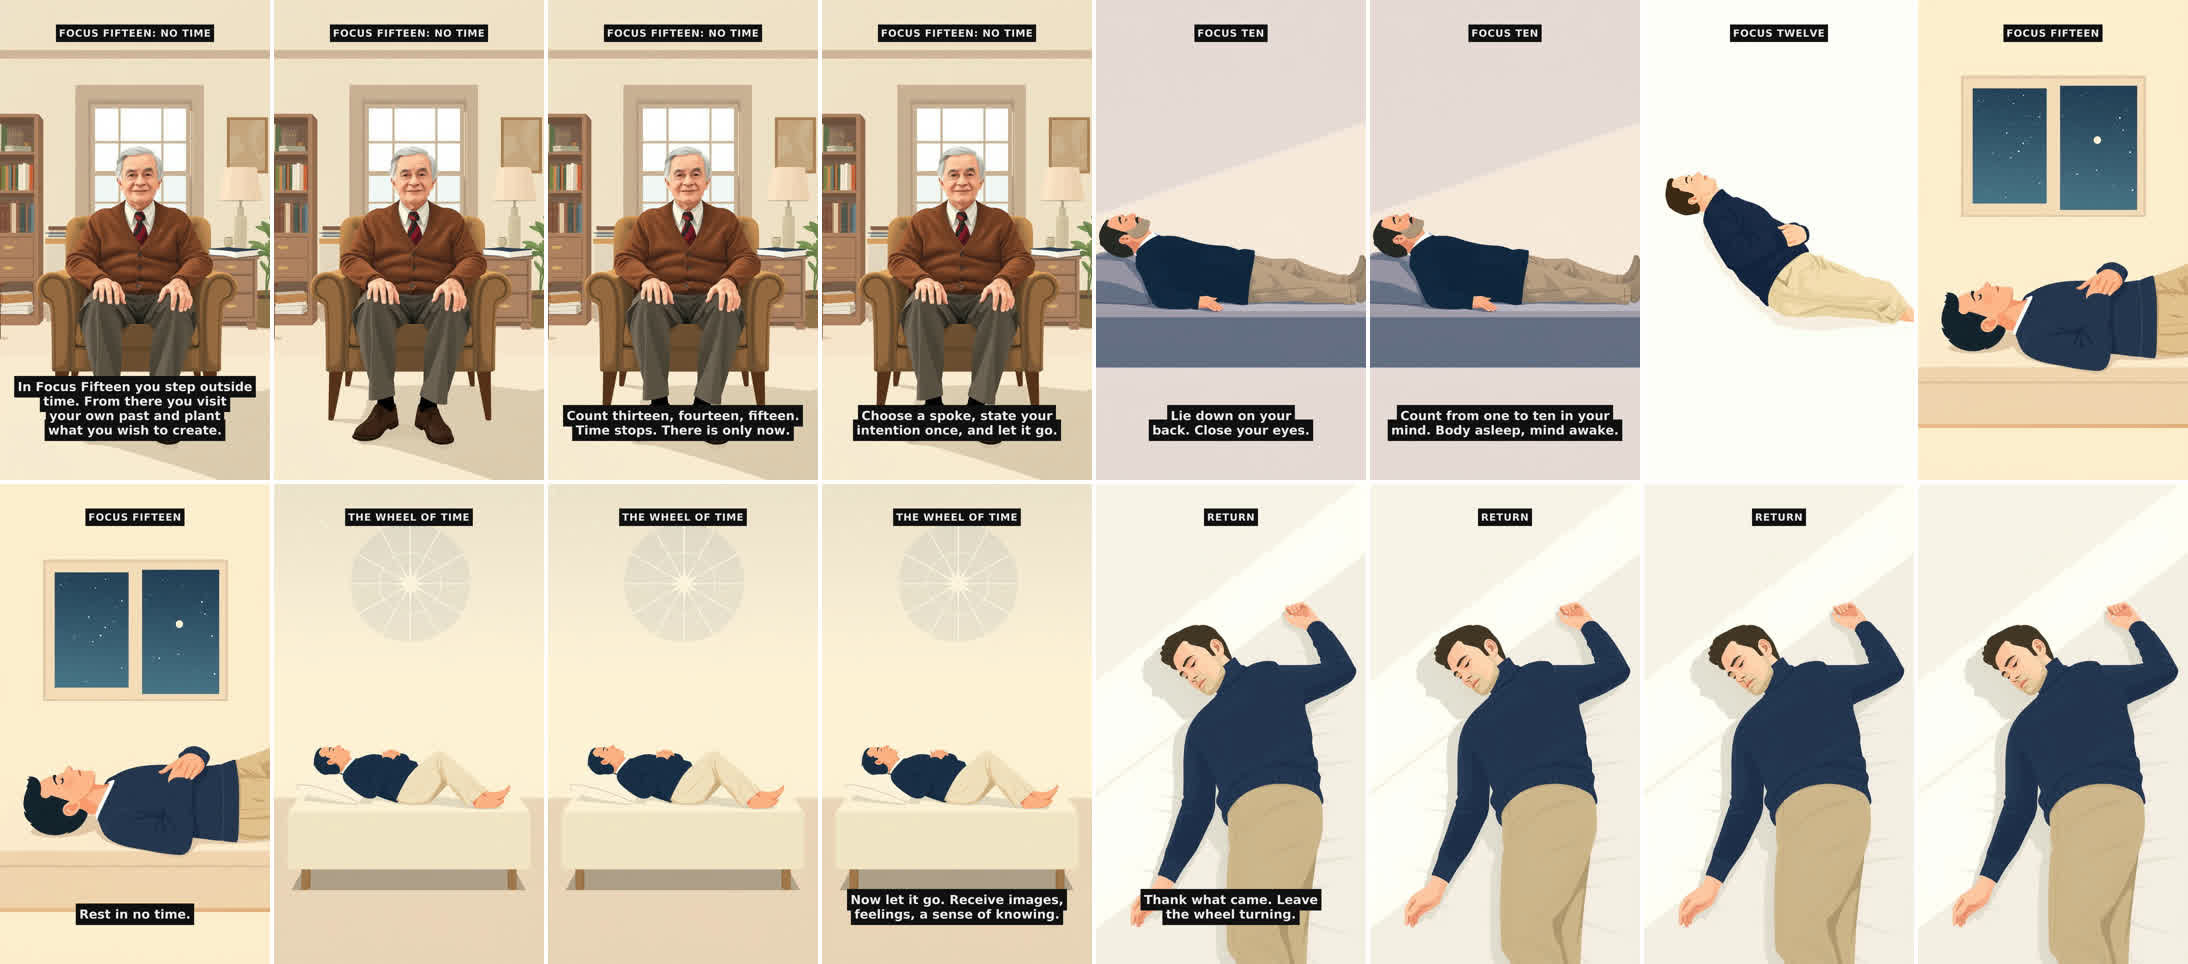 FOCUS FIFTEEN: NO TIME
In Focus Fifteen you step outside
time. From there you visit
your own past and plant
what you wish to create.
FOCUS FIFTEEN: NO TIME
FOCUS FIFTEEN: NO TIME
Count thirteen, fourteen, fifteen.
Time stops. There is only now.
FOCUS FIFTEEN: NO TIME
Choose a spoke, state your
intention once, and let it go.
FOCUS TEN
Lie down on your
back. Close your eyes.
FOCUS TEN
Count from one to ten in your
mind. Body asleep, mind awake.
FOCUS TWELVE
FOCUS FIFTEEN
FOCUS FIFTEEN
Rest in no time.
THE WHEEL OF TIME
THE WHEEL OF TIME
THE WHEEL OF TIME
Now let it go. Receive images,
feelings, a sense of knowing.
RETURN
Thank what came. Leave
the wheel turning.
RETURN
RETURN